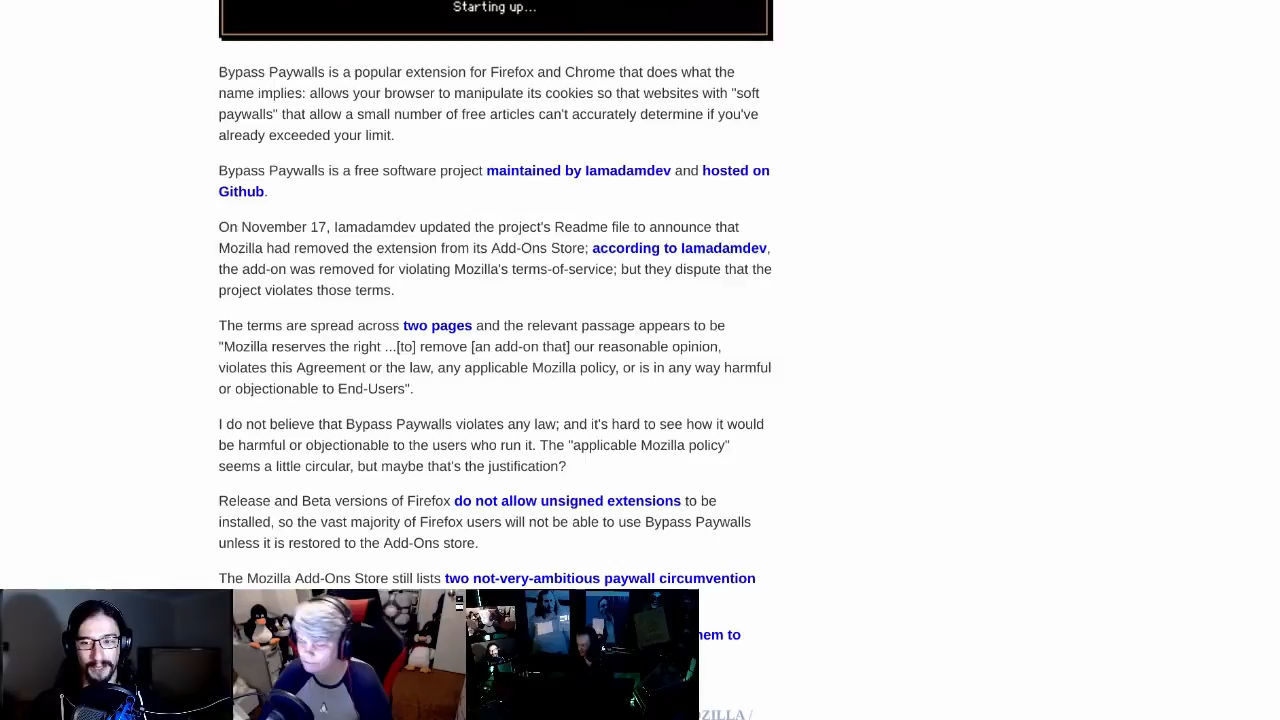 Starting up...
Bypass Paywalls is a popular extension for Firefox and Chrome that does what the
name implies: allows your browser to manipulate its cookies so that websites with "soft
paywalls" that allow a small number of free articles can't accurately determine if you've
already exceeded your limit.
Bypass Paywalls is a free software project maintained by Iamadamdev and hosted on
Github.
On November 17, Iamadamdev updated the project's Readme file to announce that
Mozilla had removed the extension from its Add-Ons Store; according to Iamadamdev,
the add-on was removed for violating Mozilla's terms-of-service; but they dispute that the
project violates those terms.
The terms are spread across two pages and the relevant passage appears to be
"Mozilla reserves the right ...[to] remove [an add-on that] our reasonable opinion,
violates this Agreement or the law, any applicable Mozilla policy, or is in any way harmful
or objectionable to End-Users".
I do not believe that Bypass Paywalls violates any law; and it's hard to see how it would
be harmful or objectionable to the users who run it. The "applicable Mozilla policy"
seems a little circular, but maybe that's the justification?
Release and Beta versions of Firefox do not allow unsigned extensions to be
installed, so the vast majority of Firefox users will not be able to use Bypass Paywalls
unless it is restored to the Add-Ons store.
The Mozilla Add-Ons Store still lists two not-very-ambitious paywall circumvention
hem to
OZILLA /